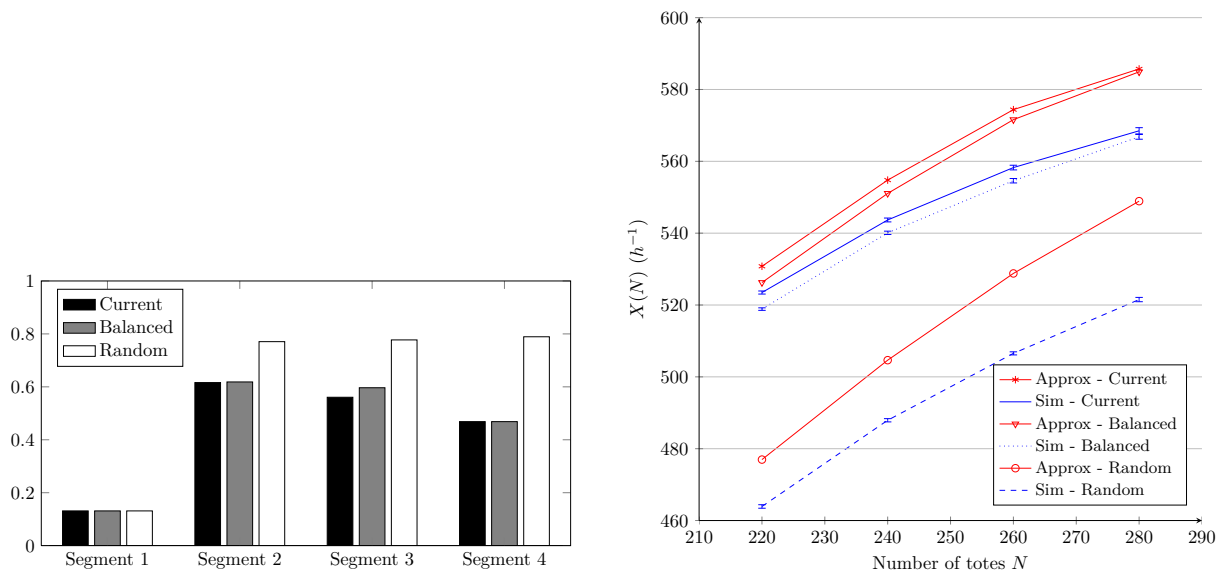 1
0.8
0.6
0.4
0.2
0
Current
Balanced
Random
Segment 1
Segment 2
Segment 3
Segment 4
600
580
560
540
520
500
480
460
X(N) (h⁻¹)
210
220
230
240
250
260
270
280
290
Number of totes N
Approx - Current
Sim - Current
Approx - Balanced
Sim - Balanced
Approx - Random
Sim - Random